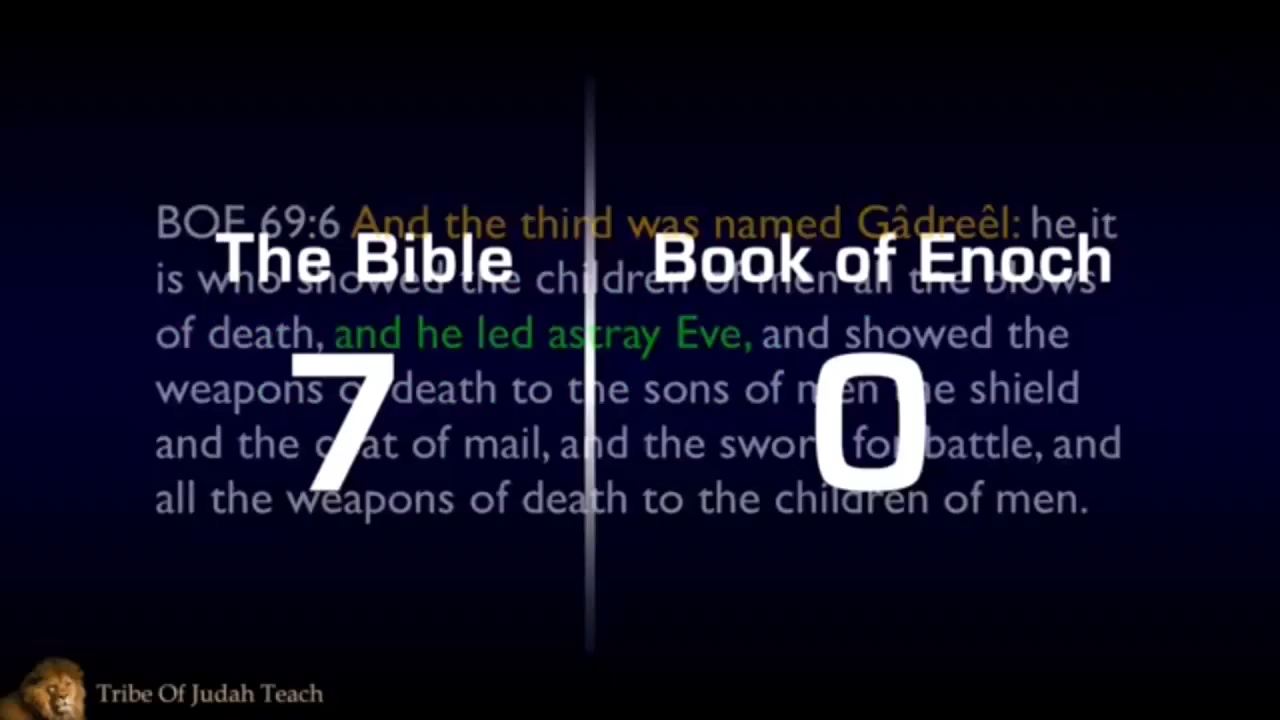 BOE 69:6 And the third was named Gâdreêl: he it
is who showed the children of men all the blows
of death, and he led astray Eve, and showed the
weapons of death to the sons of men the shield
and the coat of mail, and the sword for battle, and
all the weapons of death to the children of men.
The Bible Book of Enoch
7 0
Tribe Of Judah Teach